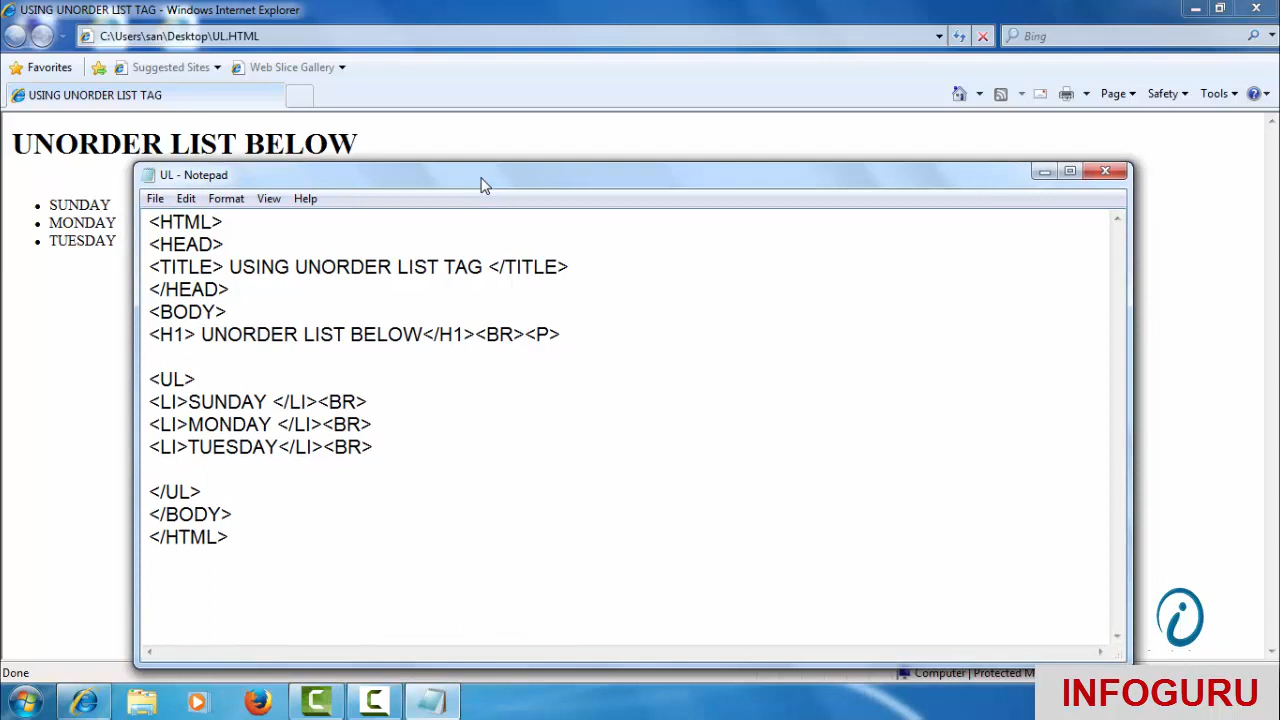 USING UNORDER LIST TAG - Windows Internet Explorer
C:\Users\san\Desktop\UL.HTML
Bing
Favorites
Suggested Sites
Web Slice Gallery
USING UNORDER LIST TAG
Page
Safety
Tools
UNORDER LIST BELOW
• SUNDAY
• MONDAY
• TUESDAY
UL - Notepad
File Edit Format View Help
<HTML>
<HEAD>
<TITLE> USING UNORDER LIST TAG </TITLE>
</HEAD>
<BODY>
<H1> UNORDER LIST BELOW</H1><BR><P>
<UL>
<LI>SUNDAY </LI><BR>
<LI>MONDAY </LI><BR>
<LI>TUESDAY</LI><BR>
</UL>
</BODY>
</HTML>
Done
Computer | Protected M
INFOGURU